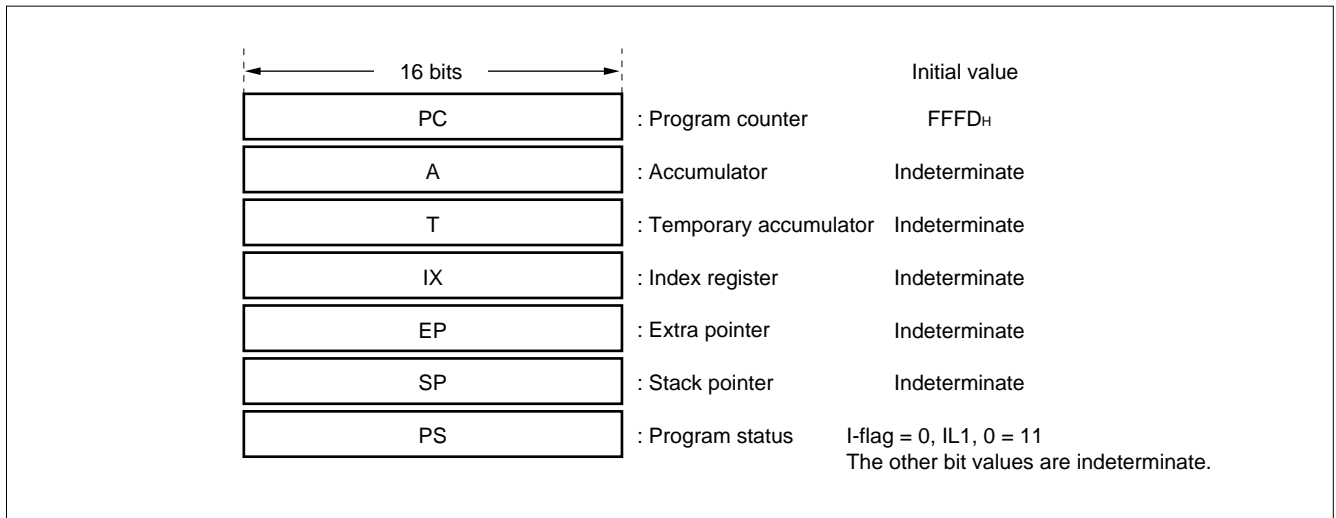 16 bits Initial value
PC : Program counter FFFDH
A : Accumulator Indeterminate
T : Temporary accumulator Indeterminate
IX : Index register Indeterminate
EP : Extra pointer Indeterminate
SP : Stack pointer Indeterminate
PS : Program status I-flag = 0, IL1, 0 = 11
The other bit values are indeterminate.